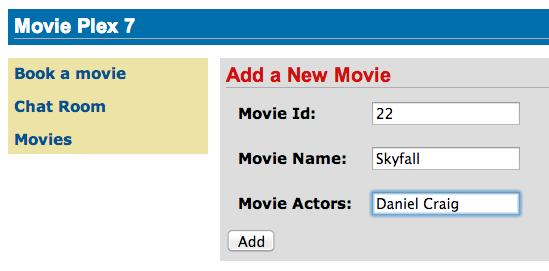 Movie Plex 7
Book a movie
Chat Room
Movies
Add a New Movie
Movie Id: 22
Movie Name: Skyfall
Movie Actors: Daniel Craig
Add